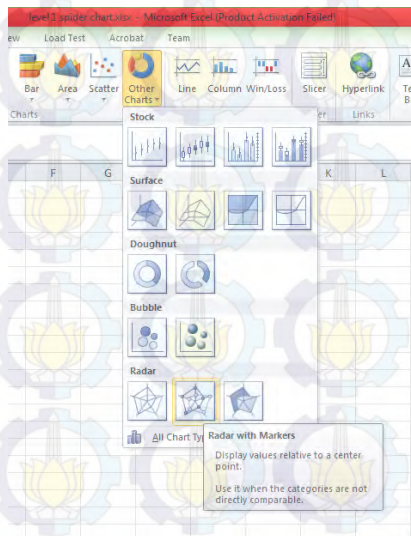 level 1 spider chart.xlsx - Microsoft Excel (Product Activation Failed)
ew Load Test Acrobat Team
Bar Area Scatter Other Charts Line Column Win/Loss Slicer Hyperlink Te
B
Charts er Links
Stock
F G K L
Surface
Doughnut
Bubble
Radar
All Chart Typ
Radar with Markers
Display values relative to a center
point.
Use it when the categories are not
directly comparable.